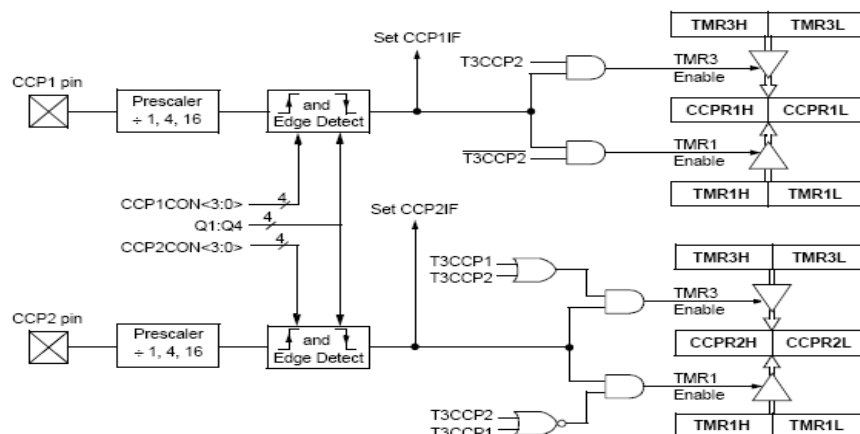 TMR3H TMR3L
Set CCP1IF
T3CCP2
TMR3
Enable
CCP1 pin
Prescaler
÷ 1, 4, 16
and
Edge Detect
CCPR1H CCPR1L
T3CCP2
TMR1
Enable
TMR1H TMR1L
CCP1CON<3:0> 4
Q1:Q4 4
CCP2CON<3:0> 4
Set CCP2IF
TMR3H TMR3L
T3CCP1
T3CCP2
TMR3
Enable
CCP2 pin
Prescaler
÷ 1, 4, 16
and
Edge Detect
CCPR2H CCPR2L
TMR1
Enable
T3CCP2
T3CCP1
TMR1H TMR1L